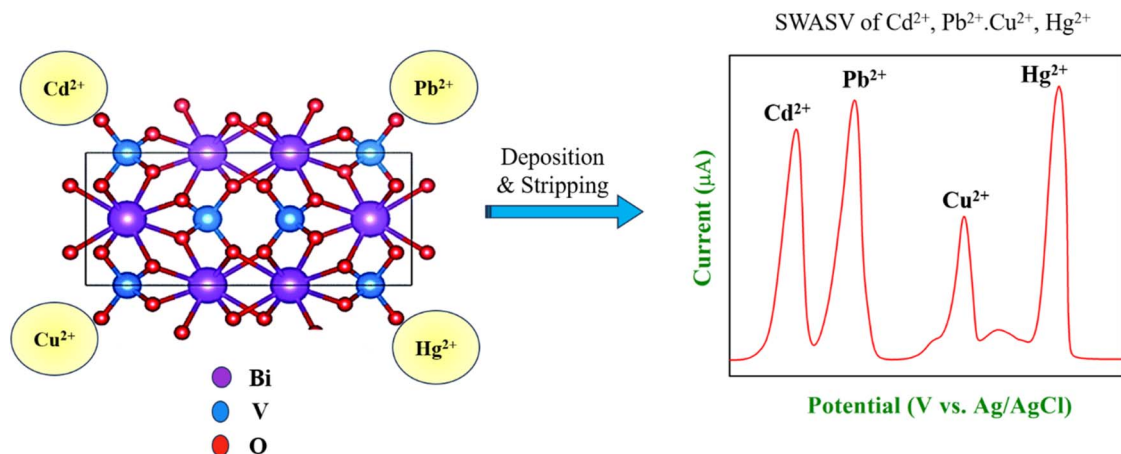 Cd²⁺
Pb²⁺
Cu²⁺
Hg²⁺
Bi
V
O
Deposition
& Stripping
SWASV of Cd²⁺, Pb²⁺.Cu²⁺, Hg²⁺
Cd²⁺
Pb²⁺
Cu²⁺
Hg²⁺
Current (μA)
Potential (V vs. Ag/AgCl)